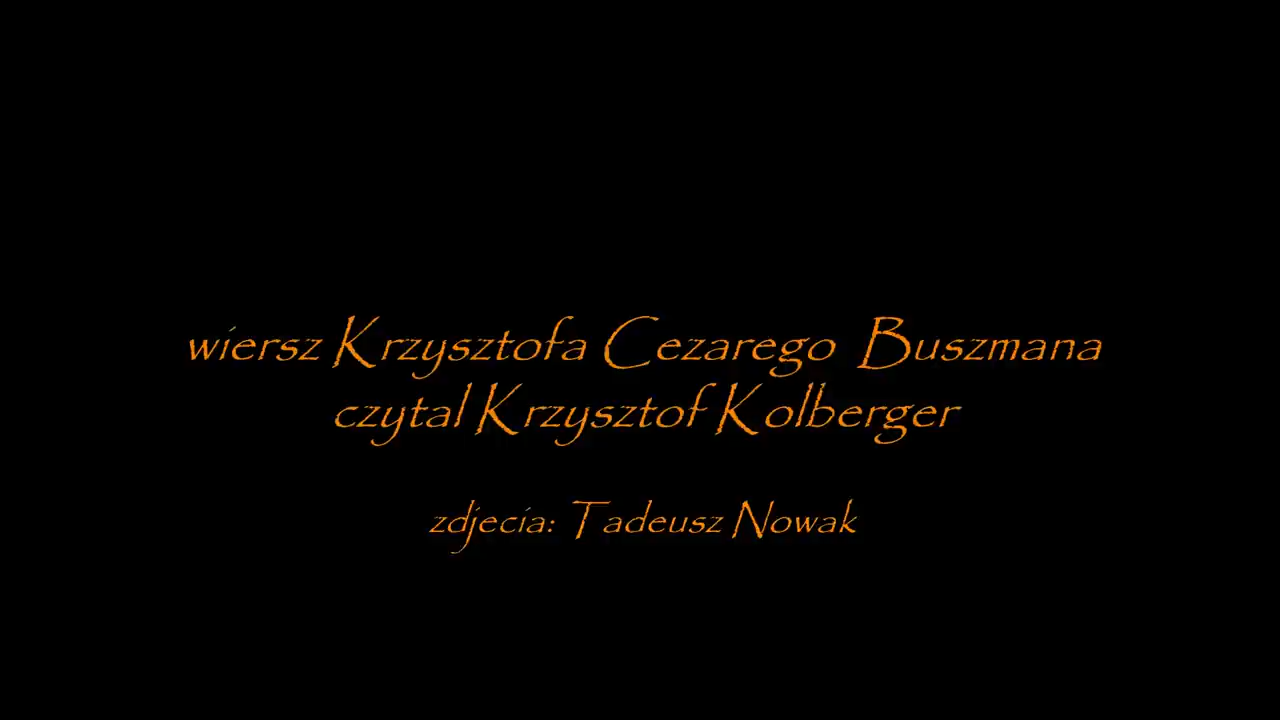 wiersz Krzysztofa Cezarego Buszmana
czytal Krzysztof Kolberger
zdjecia: Tadeusz Nowak